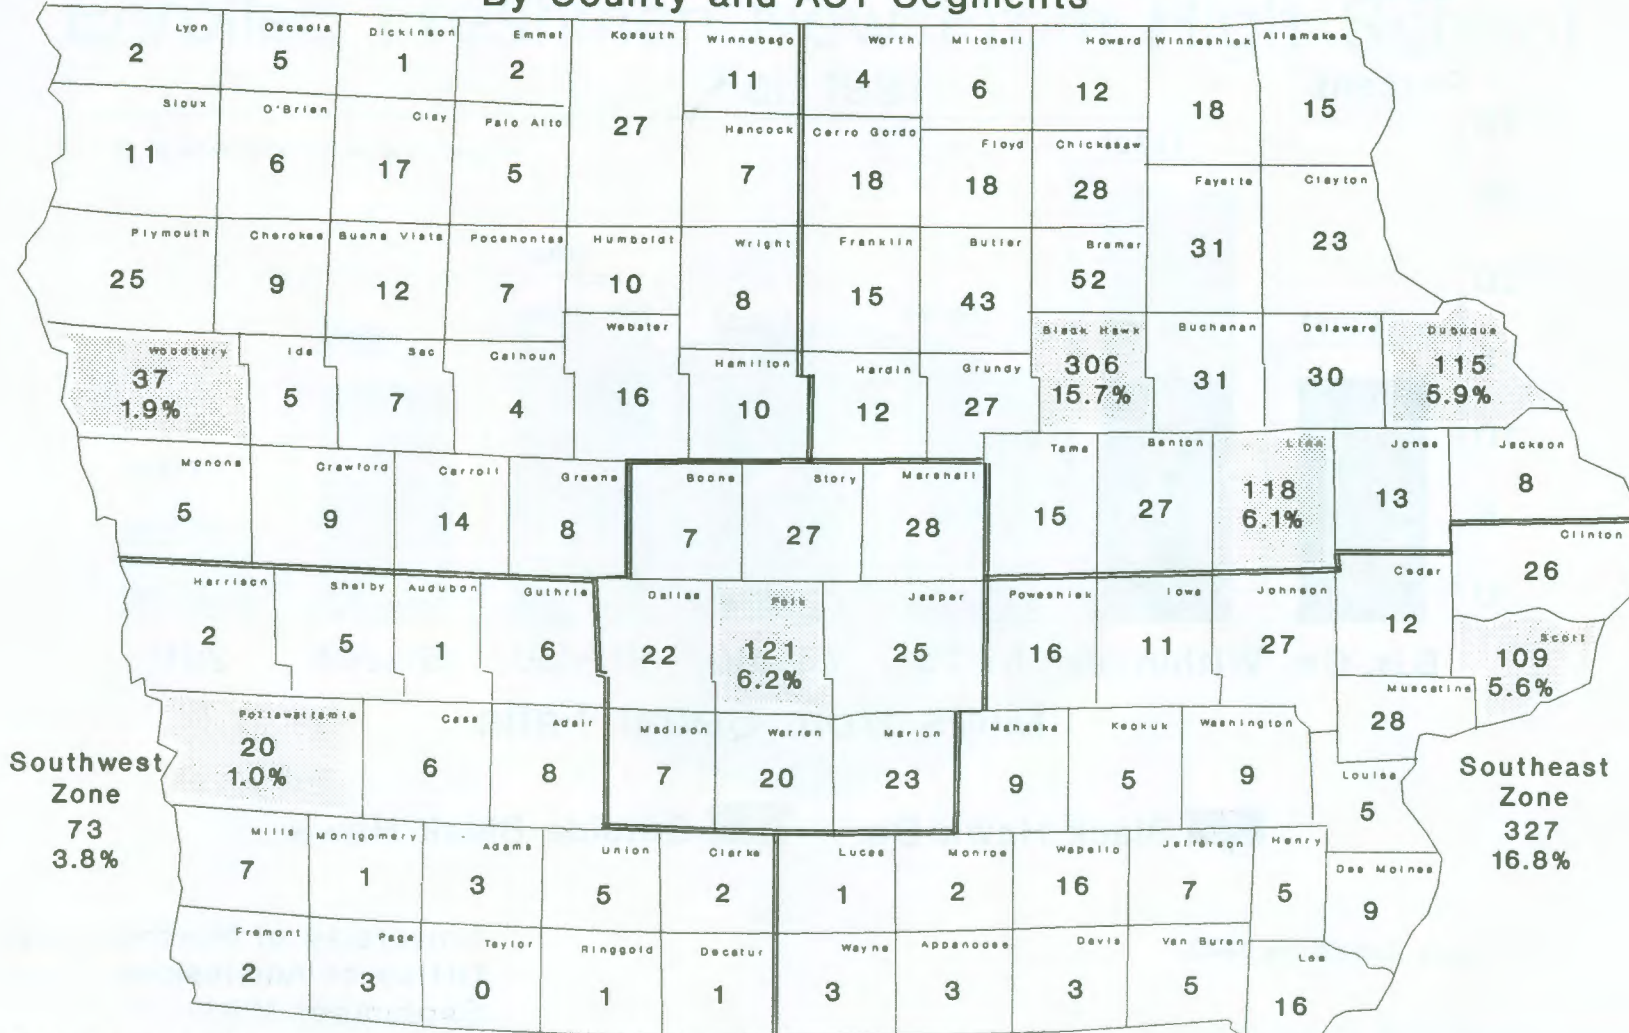 By County and ACT Segments
Lyon Osceola Dickinson Emmet Kossuth Winnebago Worth Mitchell Howard Winneshiek Allamakee
2 5 1 2 27 11 4 6 12 18 15
Sioux O'Brien Clay Palo Alto Hancock Cerro Gordo Floyd Chickasaw Fayette Clayton
11 6 17 5 7 18 18 28 31 23
Plymouth Cherokee Buena Vista Pocahontas Humboldt Wright Franklin Butler Bremer
25 9 12 7 10 8 15 43 52
Woodbury Ida Sac Calhoun Webster Hamilton Hardin Grundy Black Hawk Buchanan Delaware Dubuque
37 5 7 4 16 10 12 27 306 31 30 115
1.9% 15.7% 5.9%
Monona Crawford Carroll Greene Boone Story Marshall Tama Benton Linn Jones Jackson
5 9 14 8 7 27 28 15 27 118 13 8
6.1%
Harrison Shelby Audubon Guthrie Dallas Polk Jasper Poweshiek Iowa Johnson Cedar Clinton
2 5 1 6 22 121 25 16 11 27 12 26
6.2%
Scott
109
5.6%
Muscatine
28
Pottawattamie Cass Adair Madison Warren Marion Mahaska Keokuk Washington Louisa
20 6 8 7 20 23 9 5 9 5
1.0%
Southwest
Zone
73
3.8%
Southeast
Zone
327
16.8%
Mills Montgomery Adams Union Clarke Lucas Monroe Wapello Jefferson Henry Des Moines
7 1 3 5 2 1 2 16 7 5 9
Fremont Page Taylor Ringgold Decatur Wayne Appanoose Davis Van Buren Lee
2 3 0 1 1 3 3 3 5 16